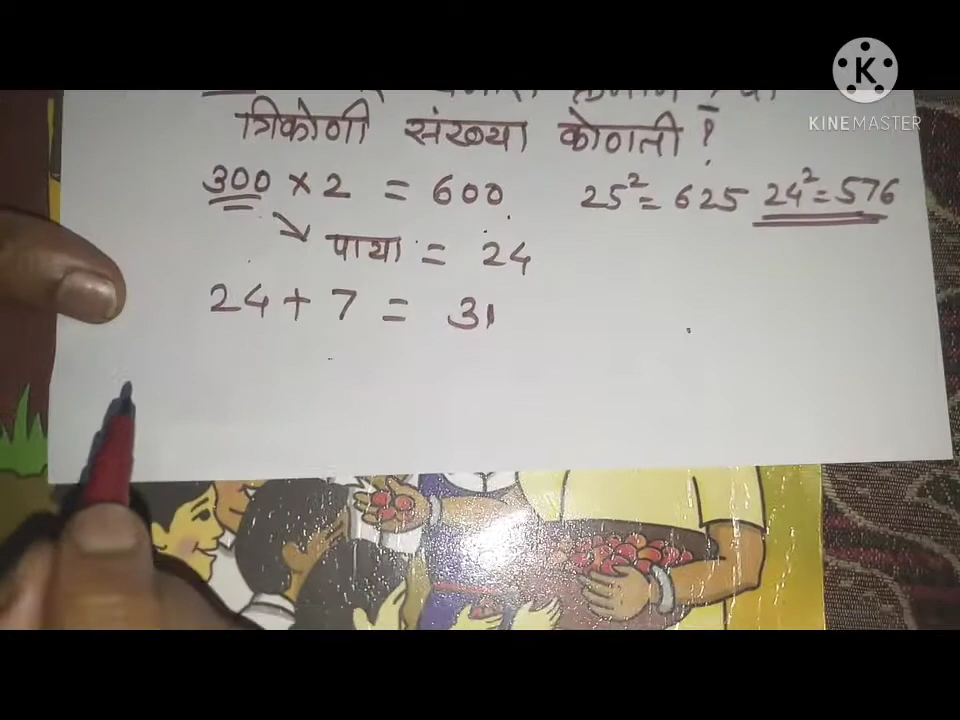 त्रिकोणी संख्या कोणती ?
300 × 2 = 600 25² = 625 24² = 576
पाया = 24
24 + 7 = 31
K
KINEMASTER